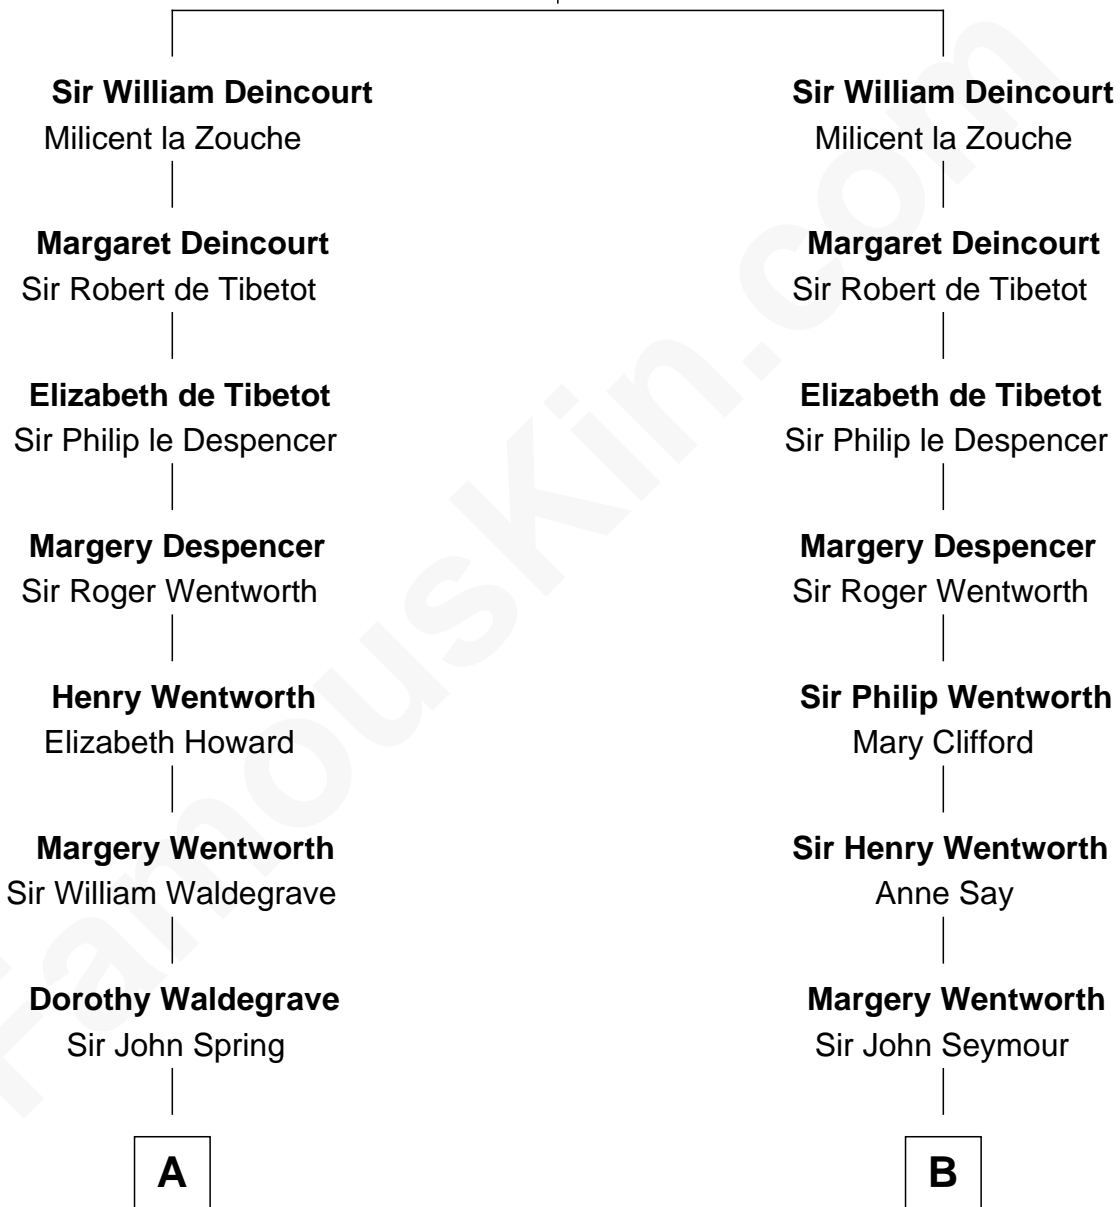 Sir William Deincourt
Milicent la Zouche
Margaret Deincourt
Sir Robert de Tibetot
Elizabeth de Tibetot
Sir Philip le Despencer
Margery Despencer
Sir Roger Wentworth
Henry Wentworth
Elizabeth Howard
Margery Wentworth
Sir William Waldegrave
Dorothy Waldegrave
Sir John Spring
A
Sir William Deincourt
Milicent la Zouche
Margaret Deincourt
Sir Robert de Tibetot
Elizabeth de Tibetot
Sir Philip le Despencer
Margery Despencer
Sir Roger Wentworth
Sir Philip Wentworth
Mary Clifford
Sir Henry Wentworth
Anne Say
Margery Wentworth
Sir John Seymour
B
FamousKin.com